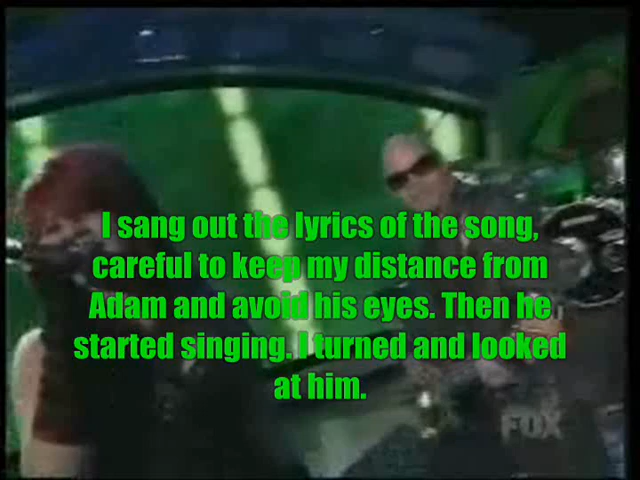 I sang out the lyrics of the song,
careful to keep my distance from
Adam and avoid his eyes. Then he
started singing. I turned and looked
at him.
FOX